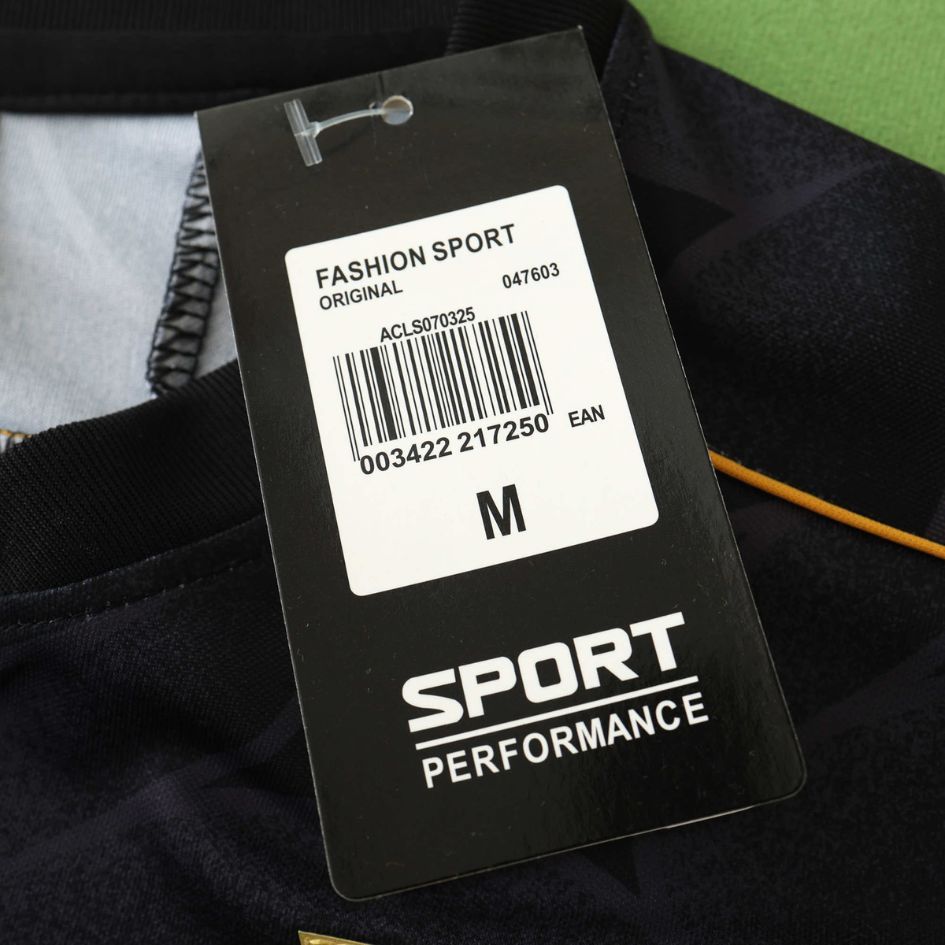 FASHION SPORT
ORIGINAL 047603
ACLS070325
003422 217250 EAN
M
SPORT
PERFORMANCE